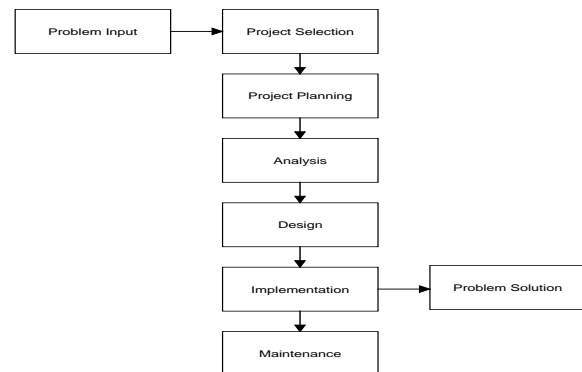 Problem Input
Project Selection
Project Planning
Analysis
Design
Implementation
Problem Solution
Maintenance